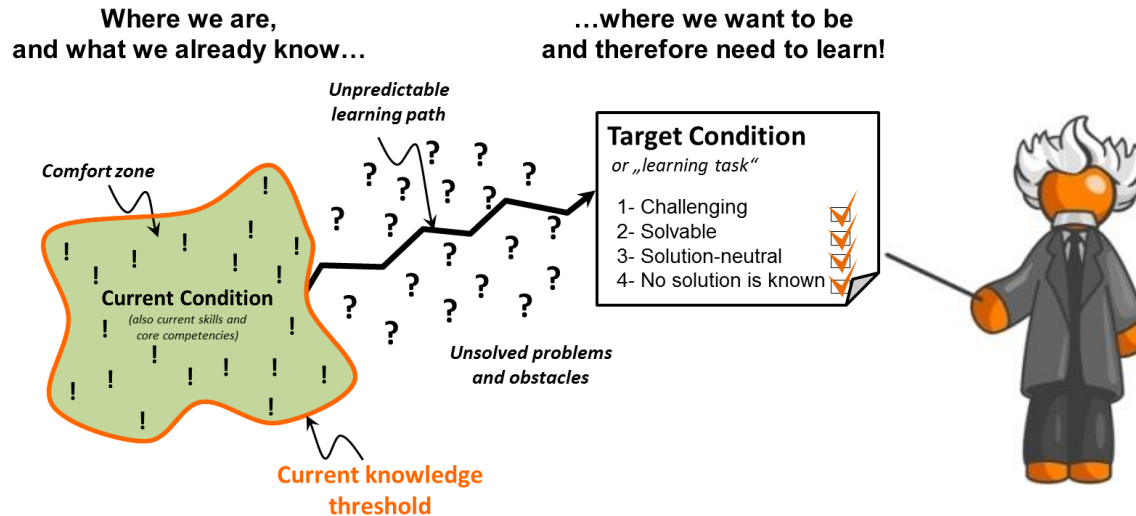 Where we are,
and what we already know…
…where we want to be
and therefore need to learn!
Unpredictable
learning path
Comfort zone
? ? ? ? ? ? ? ? ? ? ? ? ? ? ? ? ? ? ? ? ? ? ?
! ! ! ! ! ! ! ! ! ! ! ! ! ! ! ! ! ! !
Current Condition
(also current skills and
core competencies)
Target Condition
or „learning task“
1- Challenging
2- Solvable
3- Solution-neutral
4- No solution is known
Unsolved problems
and obstacles
Current knowledge
threshold